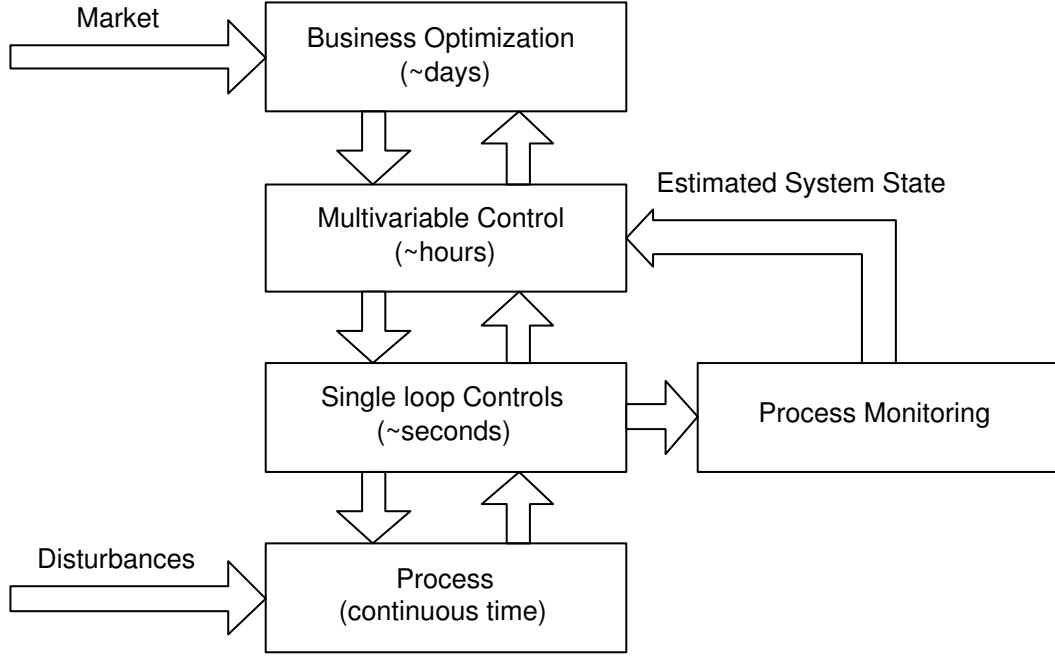 Market
Business Optimization
(~days)
Estimated System State
Multivariable Control
(~hours)
Single loop Controls
(~seconds)
Process Monitoring
Disturbances
Process
(continuous time)